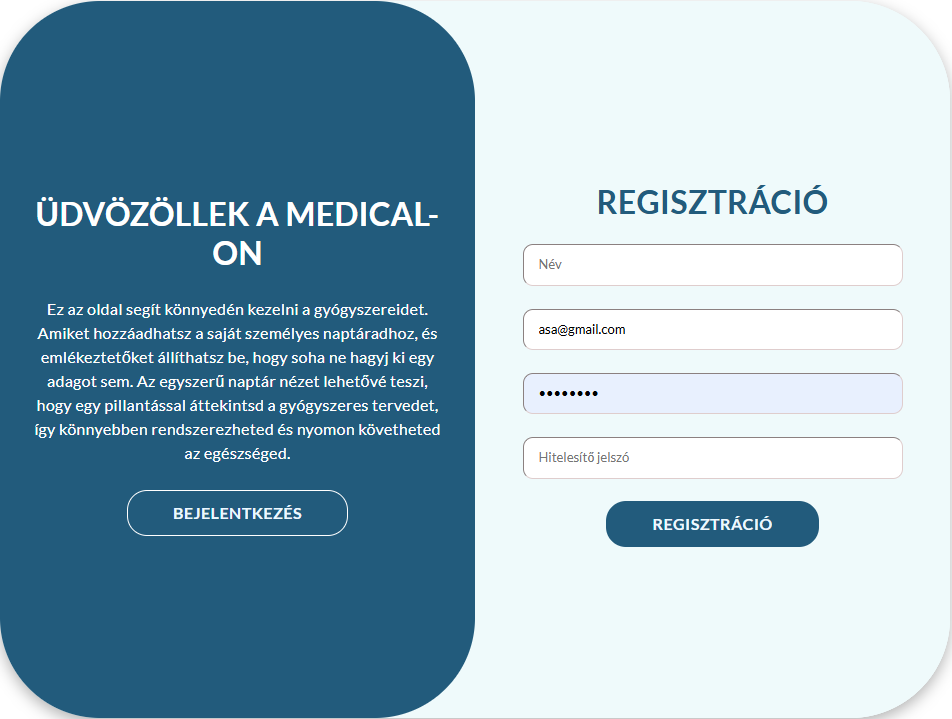 ÜDVÖZÖLLEK A MEDICAL-
ON
Ez az oldal segít könnyedén kezelni a gyógyszereidet.
Amiket hozzáadhatsz a saját személyes naptáradhoz, és
emlékeztetőket állíthatsz be, hogy soha ne hagyj ki egy
adagot sem. Az egyszerű naptár nézet lehetővé teszi,
hogy egy pillantással áttekintsd a gyógyszeres tervedet,
így könnyebben rendszerezheted és nyomon követheted
az egészséged.
BEJELENTKEZÉS
REGISZTRÁCIÓ
Név
asa@gmail.com
••••••••
Hitelesítő jelszó
REGISZTRÁCIÓ